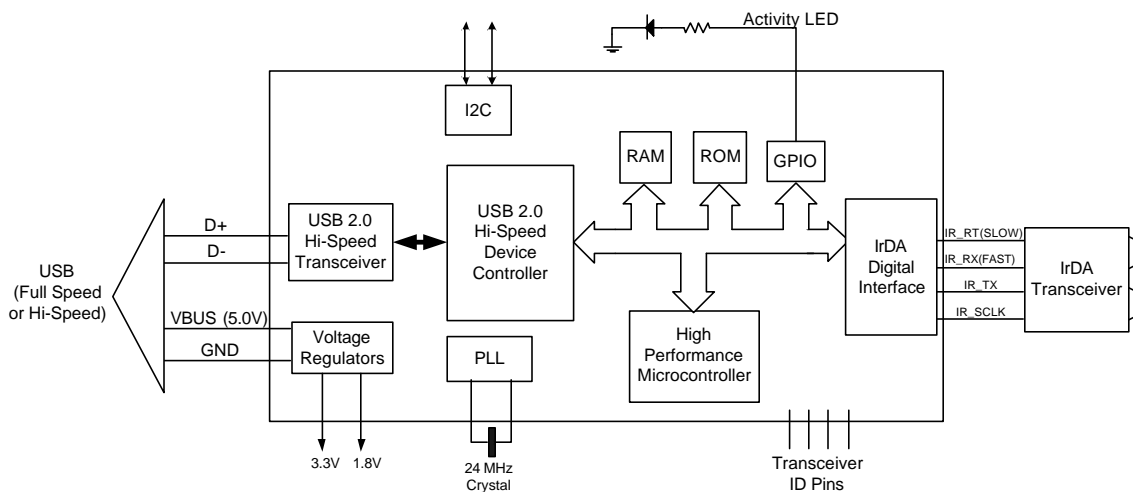 Activity LED
I2C
RAM
ROM
GPIO
D+
D-
USB
(Full Speed
or Hi-Speed)
VBUS (5.0V)
GND
USB 2.0
Hi-Speed
Transceiver
USB 2.0
Hi-Speed
Device
Controller
Voltage
Regulators
3.3V
1.8V
PLL
24 MHz
Crystal
High
Performance
Microcontroller
IrDA
Digital
Interface
IR_RT(SLOW)
IR_RX(FAST)
IR_TX
IR_SCLK
IrDA
Transceiver
Transceiver
ID Pins